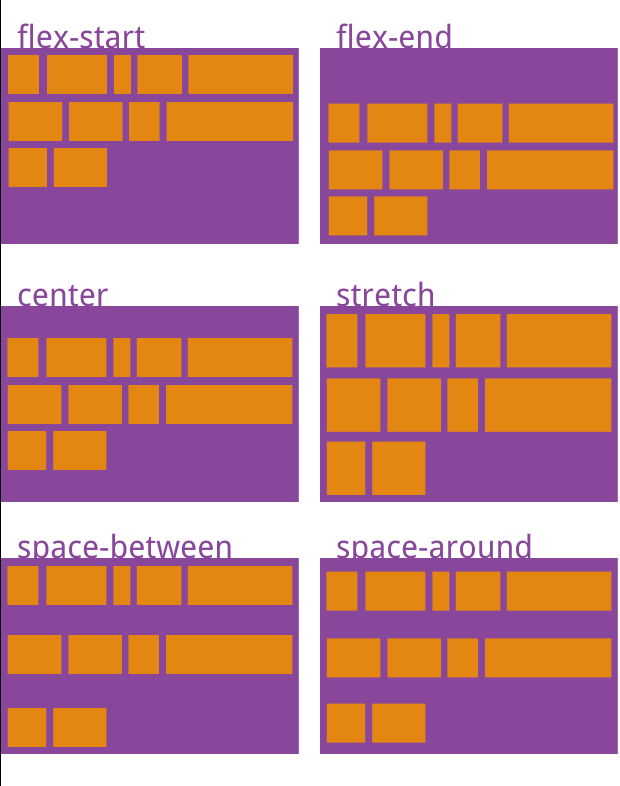 flex-start
flex-end
center
stretch
space-between
space-around